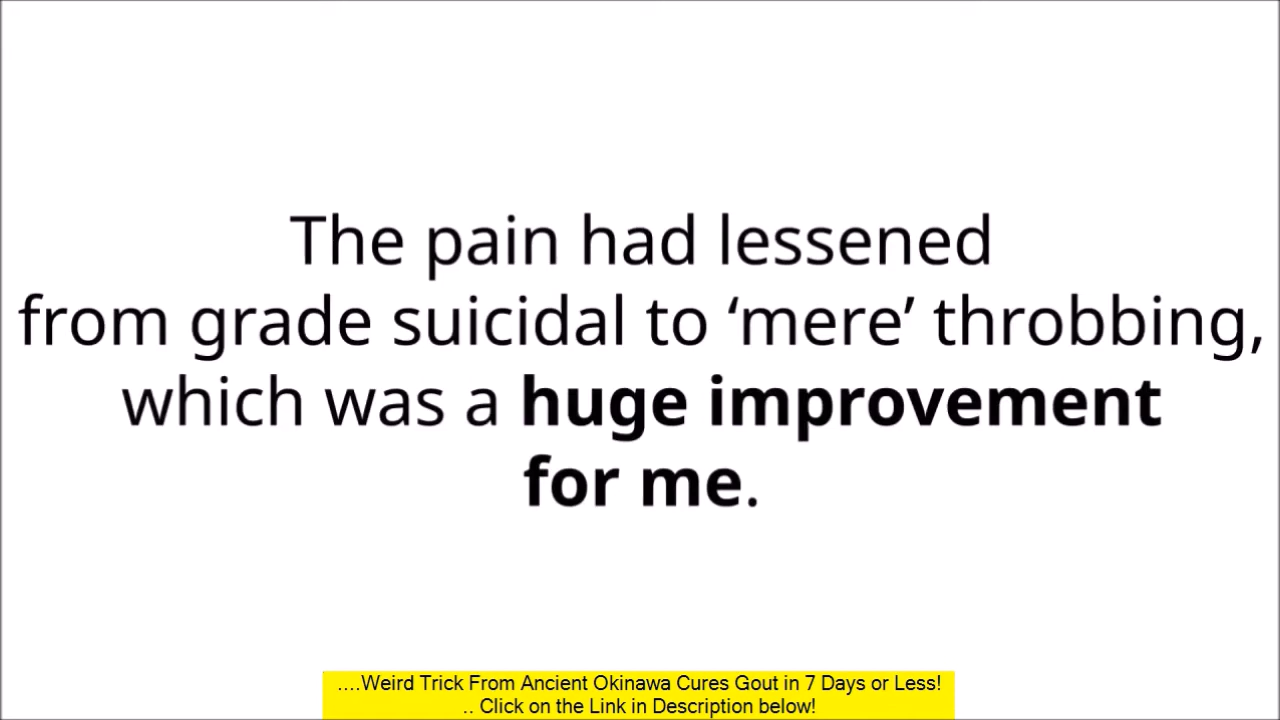 The pain had lessened
from grade suicidal to ‘mere’ throbbing,
which was a huge improvement
for me.
....Weird Trick From Ancient Okinawa Cures Gout in 7 Days or Less!
.. Click on the Link in Description below!